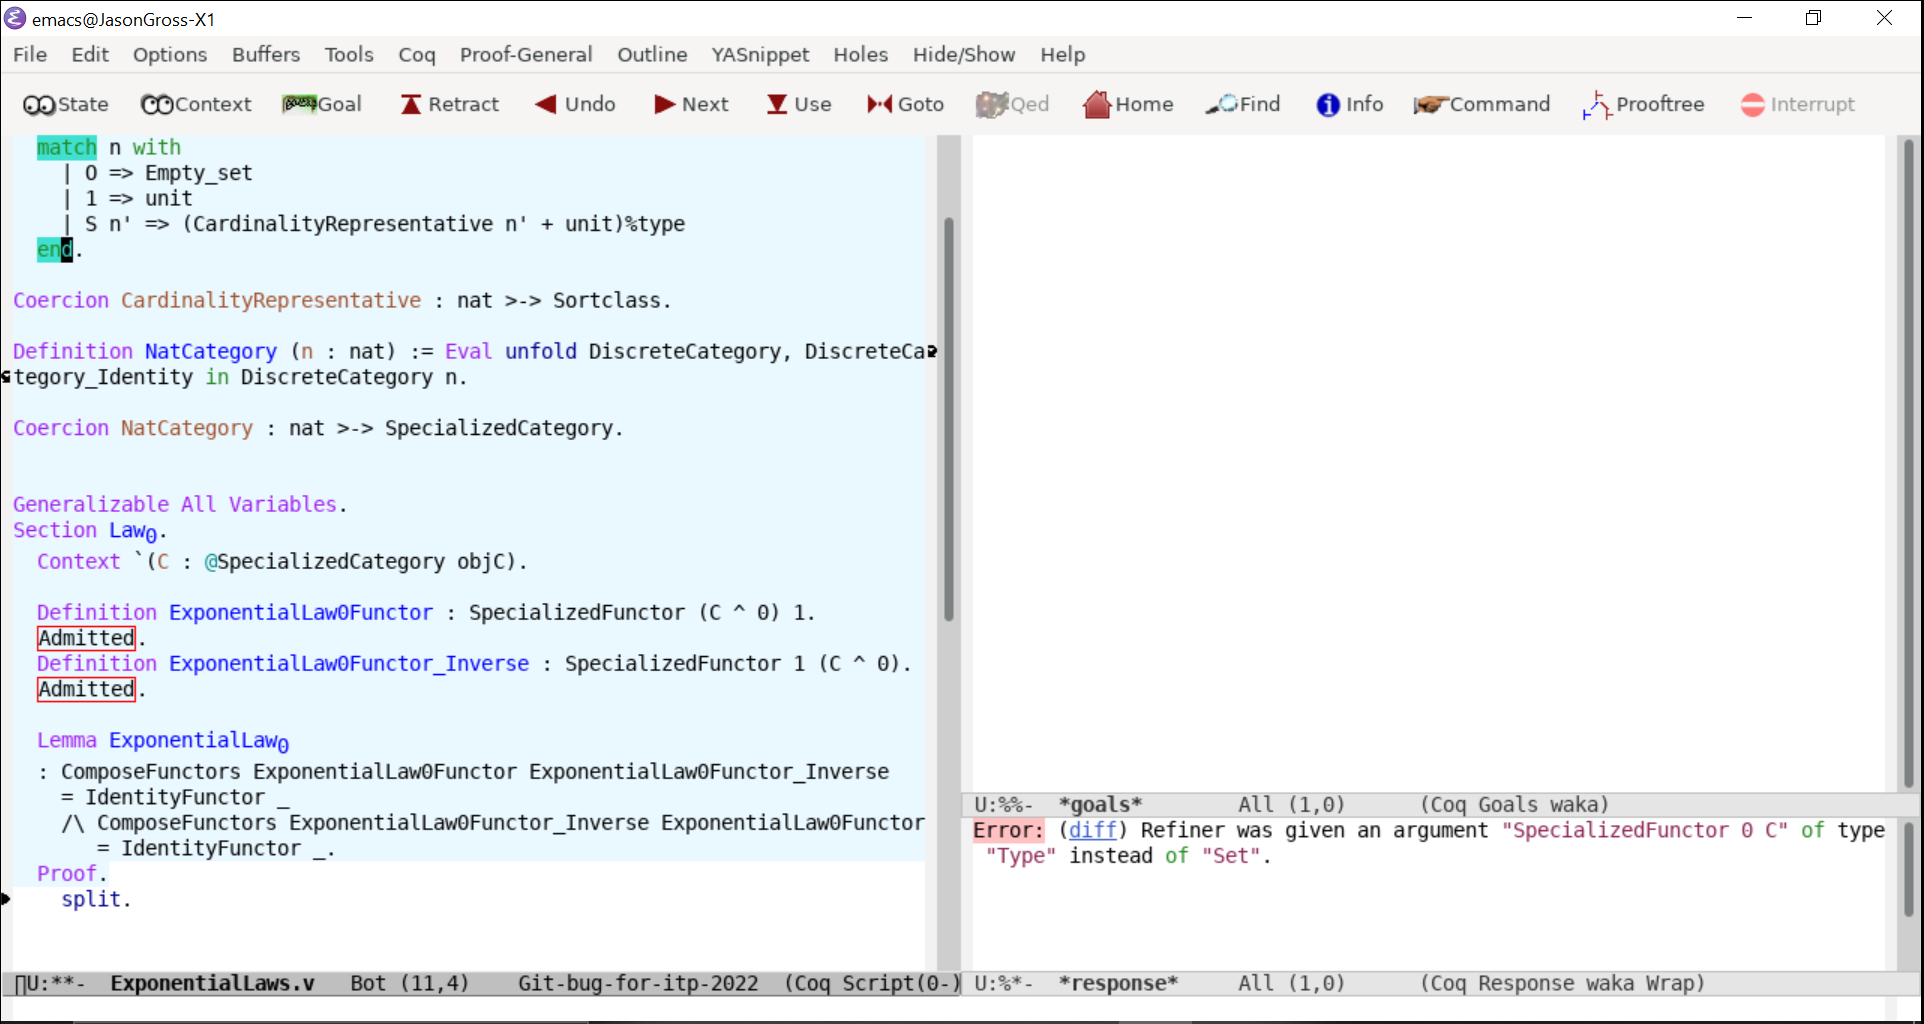 emacs@JasonGross-X1
File Edit Options Buffers Tools Coq Proof-General Outline YASnippet Holes Hide/Show Help
State Context Goal Retract Undo Next Use Goto Qed Home Find Info Command Prooftree Interrupt
match n with
| O => Empty_set
| 1 => unit
| S n' => (CardinalityRepresentative n' + unit)%type
end.
Coercion CardinalityRepresentative : nat >-> Sortclass.
Definition NatCategory (n : nat) := Eval unfold DiscreteCategory, DiscreteCa
tegory_Identity in DiscreteCategory n.
Coercion NatCategory : nat >-> SpecializedCategory.
Generalizable All Variables.
Section Law₀.
Context `(C : @SpecializedCategory objC).
Definition ExponentialLaw0Functor : SpecializedFunctor (C ^ 0) 1.
Admitted.
Definition ExponentialLaw0Functor_Inverse : SpecializedFunctor 1 (C ^ 0).
Admitted.
Lemma ExponentialLaw₀
: ComposeFunctors ExponentialLaw0Functor ExponentialLaw0Functor_Inverse
= IdentityFunctor _
/\ ComposeFunctors ExponentialLaw0Functor_Inverse ExponentialLaw0Functor
= IdentityFunctor _.
Proof.
split.
U:**- ExponentialLaws.v Bot (11,4) Git-bug-for-itp-2022 (Coq Script(0-)
U:%%- *goals* All (1,0) (Coq Goals waka)
Error: (diff) Refiner was given an argument "SpecializedFunctor 0 C" of type
"Type" instead of "Set".
U:%*- *response* All (1,0) (Coq Response waka Wrap)